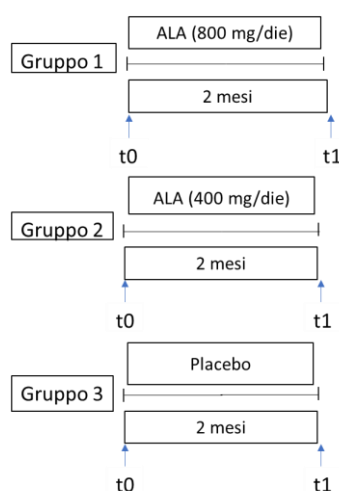 ALA (800 mg/die)
Gruppo 1
2 mesi
t0 t1
ALA (400 mg/die)
Gruppo 2
2 mesi
t0 t1
Placebo
Gruppo 3
2 mesi
t0 t1